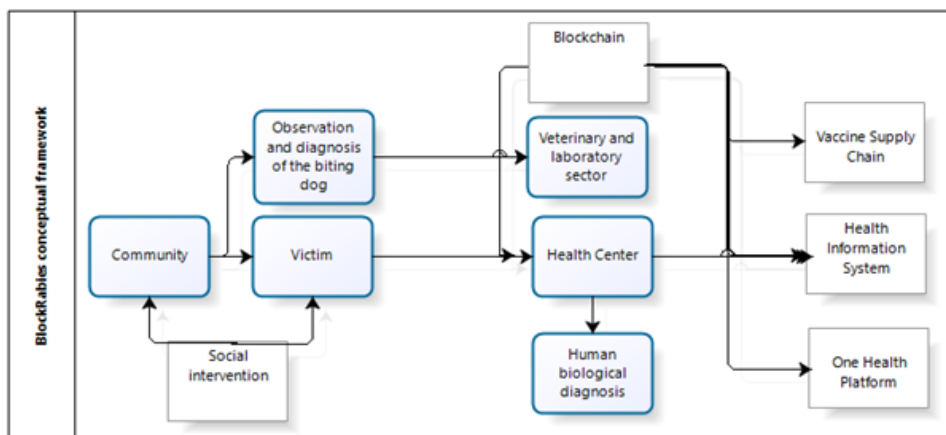 BlockRabies conceptual framework
Blockchain
Observation
and diagnosis
of the biting
dog
Veterinary and
laboratory
sector
Vaccine Supply
Chain
Community
Victim
Health Center
Health
Information
System
Social
intervention
Human
biological
diagnosis
One Health
Platform